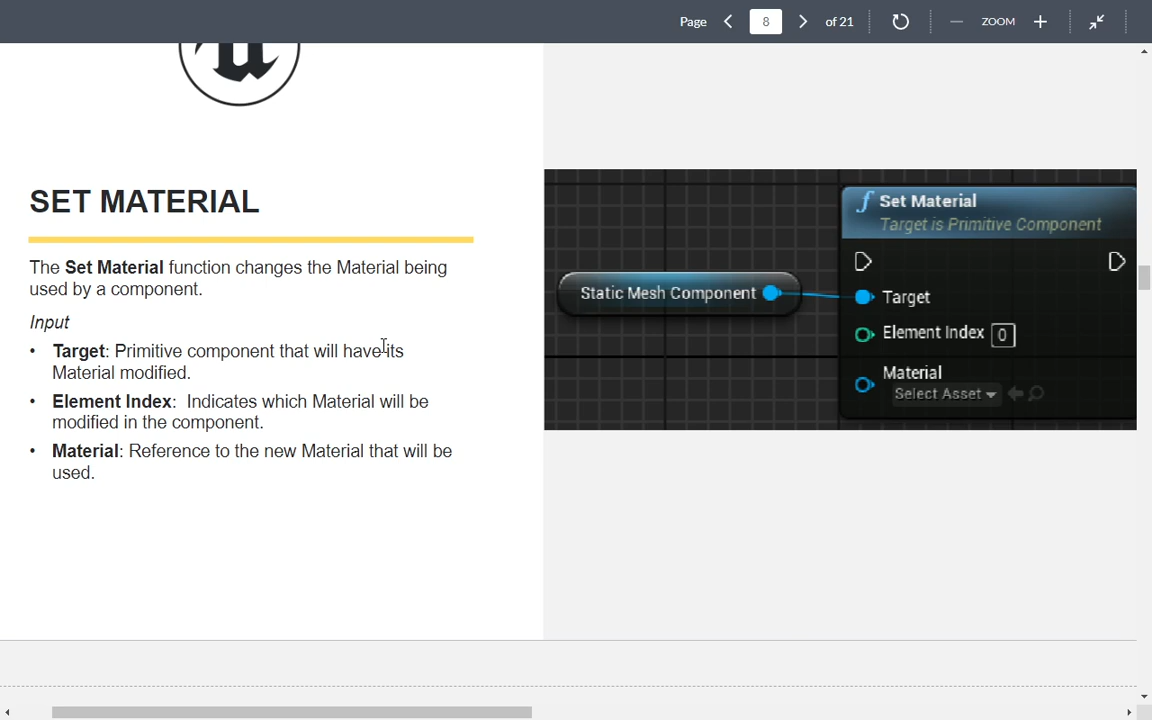 Page 8 of 21 ZOOM
SET MATERIAL
The Set Material function changes the Material being
used by a component.
Input
• Target: Primitive component that will have its
Material modified.
• Element Index: Indicates which Material will be
modified in the component.
• Material: Reference to the new Material that will be
used.
Static Mesh Component
f Set Material
Target is Primitive Component
Target
Element Index 0
Material
Select Asset